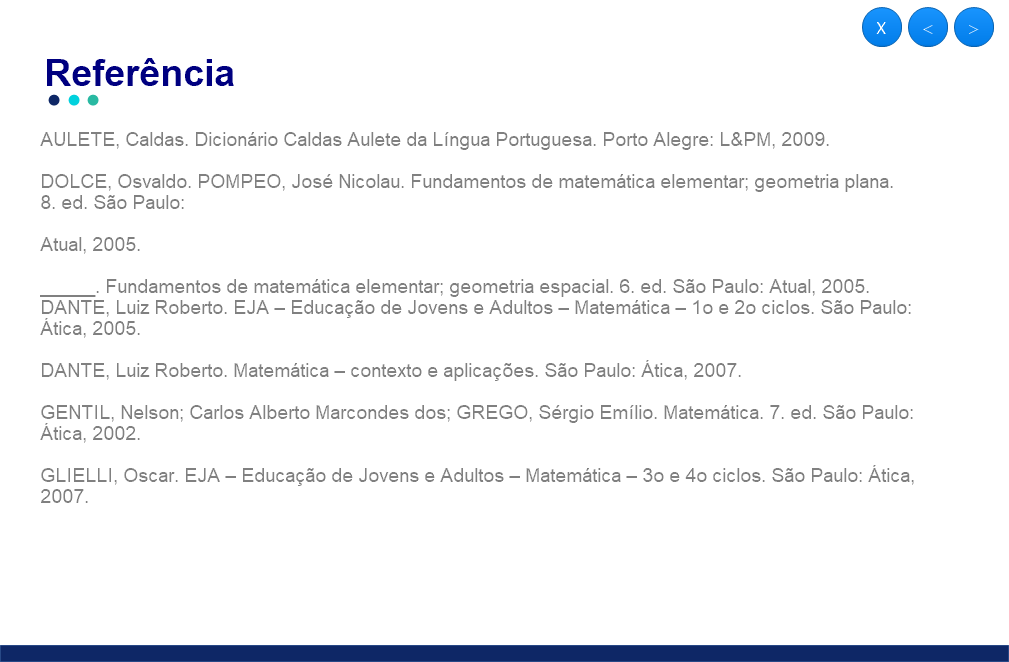 X < >
Referência
AULETE, Caldas. Dicionário Caldas Aulete da Língua Portuguesa. Porto Alegre: L&PM, 2009.
DOLCE, Osvaldo. POMPEO, José Nicolau. Fundamentos de matemática elementar; geometria plana.
8. ed. São Paulo:
Atual, 2005.
_____. Fundamentos de matemática elementar; geometria espacial. 6. ed. São Paulo: Atual, 2005.
DANTE, Luiz Roberto. EJA – Educação de Jovens e Adultos – Matemática – 1o e 2o ciclos. São Paulo:
Ática, 2005.
DANTE, Luiz Roberto. Matemática – contexto e aplicações. São Paulo: Ática, 2007.
GENTIL, Nelson; Carlos Alberto Marcondes dos; GREGO, Sérgio Emílio. Matemática. 7. ed. São Paulo:
Ática, 2002.
GLIELLI, Oscar. EJA – Educação de Jovens e Adultos – Matemática – 3o e 4o ciclos. São Paulo: Ática,
2007.